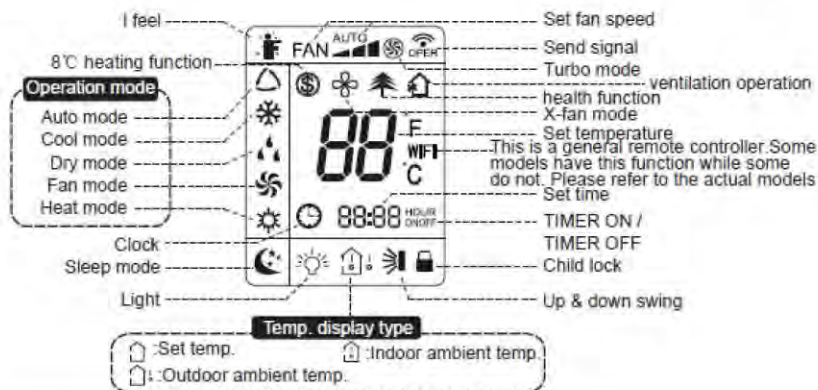 I feel
Set fan speed
AUTO
FAN
OPER
Send signal
8℃ heating function
Turbo mode
Operation mode
ventilation operation
health function
Auto mode
X-fan mode
Cool mode
88
F
Set temperature
WIFI
This is a general remote controller.Some
models have this function while some
do not. Please refer to the actual models
Dry mode
°C
Fan mode
Set time
Heat mode
88:88 HOUR
ONOFF
TIMER ON /
TIMER OFF
Clock
Sleep mode
Child lock
Light
Up & down swing
Temp. display type
:Set temp.
:Indoor ambient temp.
:Outdoor ambient temp.